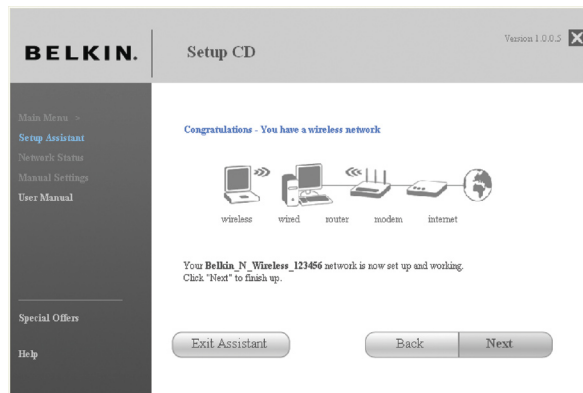 BELKIN.
Setup CD
Version 1.0.0.5
Main Menu >
Setup Assistant
Network Status
Manual Settings
User Manual
Special Offers
Help
Congratulations - You have a wireless network
wireless wired router modem internet
Your Belkin_N_Wireless_123456 network is now set up and working.
Click "Next" to finish up.
Exit Assistant
Back
Next